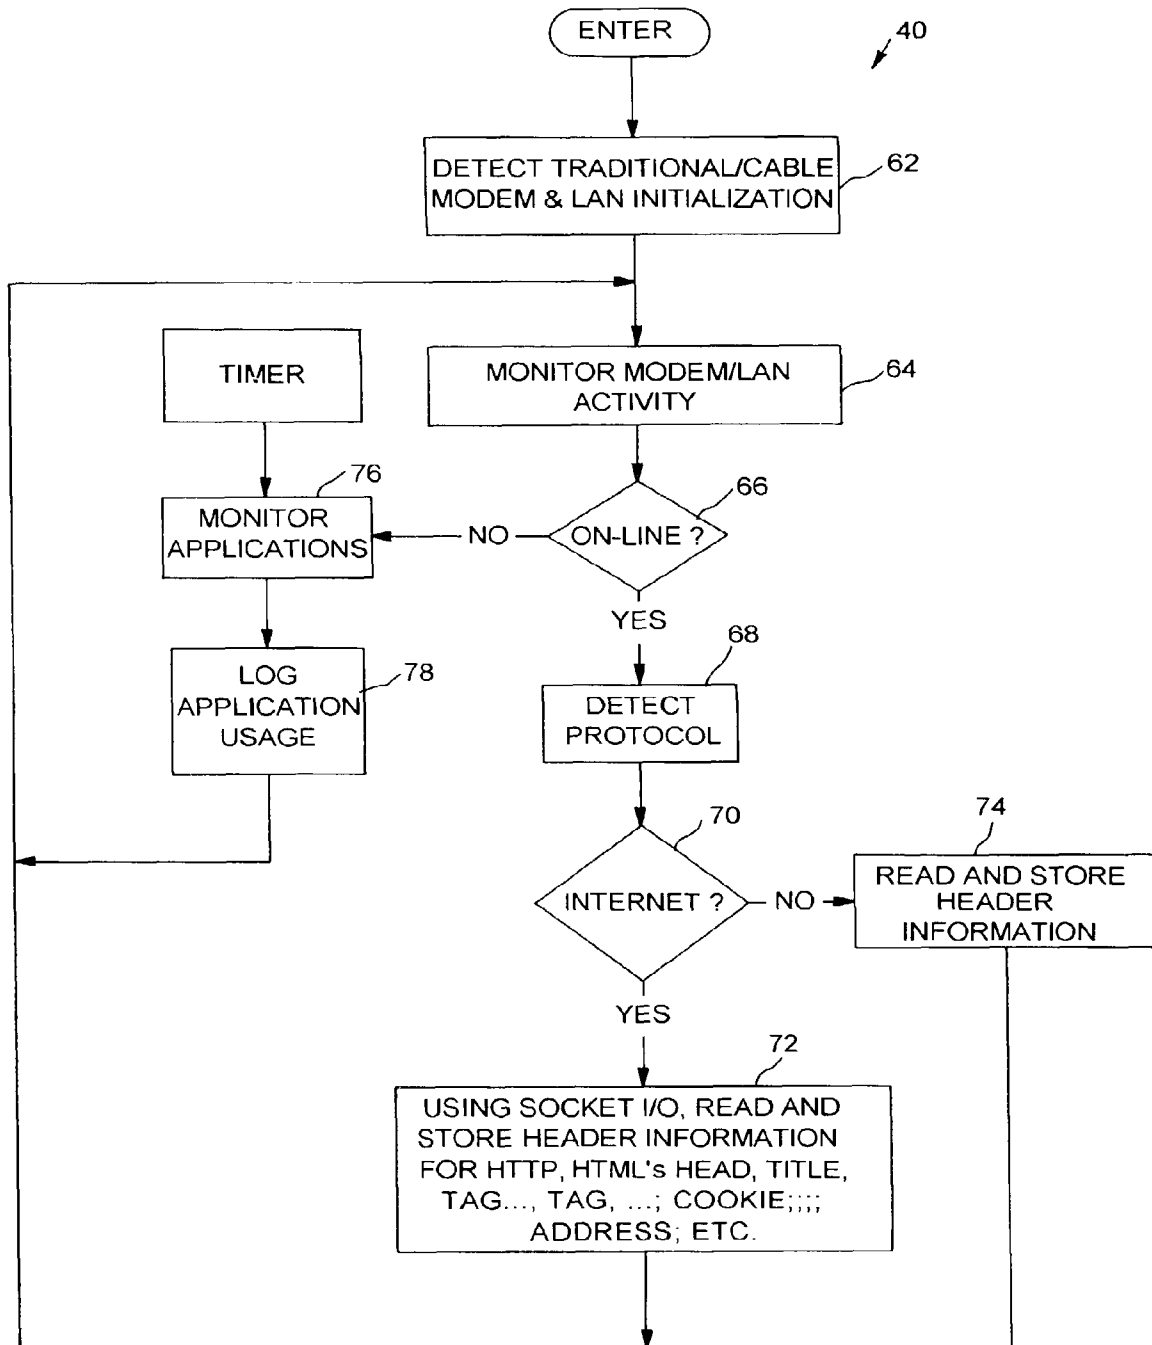 ENTER
40
DETECT TRADITIONAL/CABLE
MODEM & LAN INITIALIZATION
62
TIMER
MONITOR MODEM/LAN
ACTIVITY
64
76
MONITOR
APPLICATIONS
NO
ON-LINE ?
66
YES
LOG
APPLICATION
USAGE
78
68
DETECT
PROTOCOL
70
INTERNET ?
NO
74
READ AND STORE
HEADER
INFORMATION
YES
72
USING SOCKET I/O, READ AND
STORE HEADER INFORMATION
FOR HTTP, HTML's HEAD, TITLE,
TAG..., TAG, ...; COOKIE;;;;
ADDRESS; ETC.